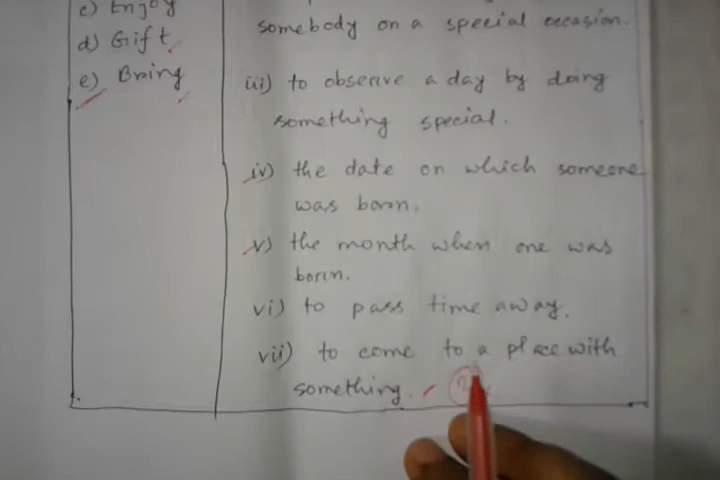 c) Enjoy
d) Gift
e) Bring
somebody on a special occasion.
iii) to observe a day by doing
something special.
iv) the date on which someone
was born.
v) the month when one was
born.
vi) to pass time away.
vii) to come to a place with
something.